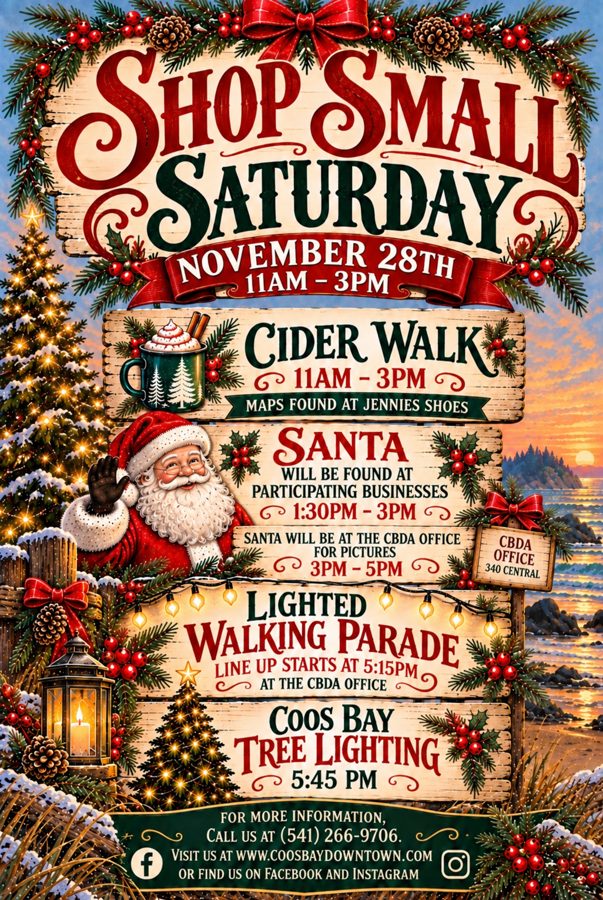 SHOP SMALL
SATURDAY
NOVEMBER 28TH
11AM – 3PM
CIDER WALK
11AM – 3PM
MAPS FOUND AT JENNIES SHOES
SANTA
WILL BE FOUND AT
PARTICIPATING BUSINESSES
1:30PM – 3PM
SANTA WILL BE AT THE CBDA OFFICE
FOR PICTURES
3PM – 5PM
CBDA
OFFICE
340 CENTRAL
LIGHTED
WALKING PARADE
LINE UP STARTS AT 5:15PM
AT THE CBDA OFFICE
COOS BAY
TREE LIGHTING
5:45 PM
FOR MORE INFORMATION,
CALL US AT (541) 266-9706.
VISIT US AT WWW.COOSBAYDOWNTOWN.COM
OR FIND US ON FACEBOOK AND INSTAGRAM